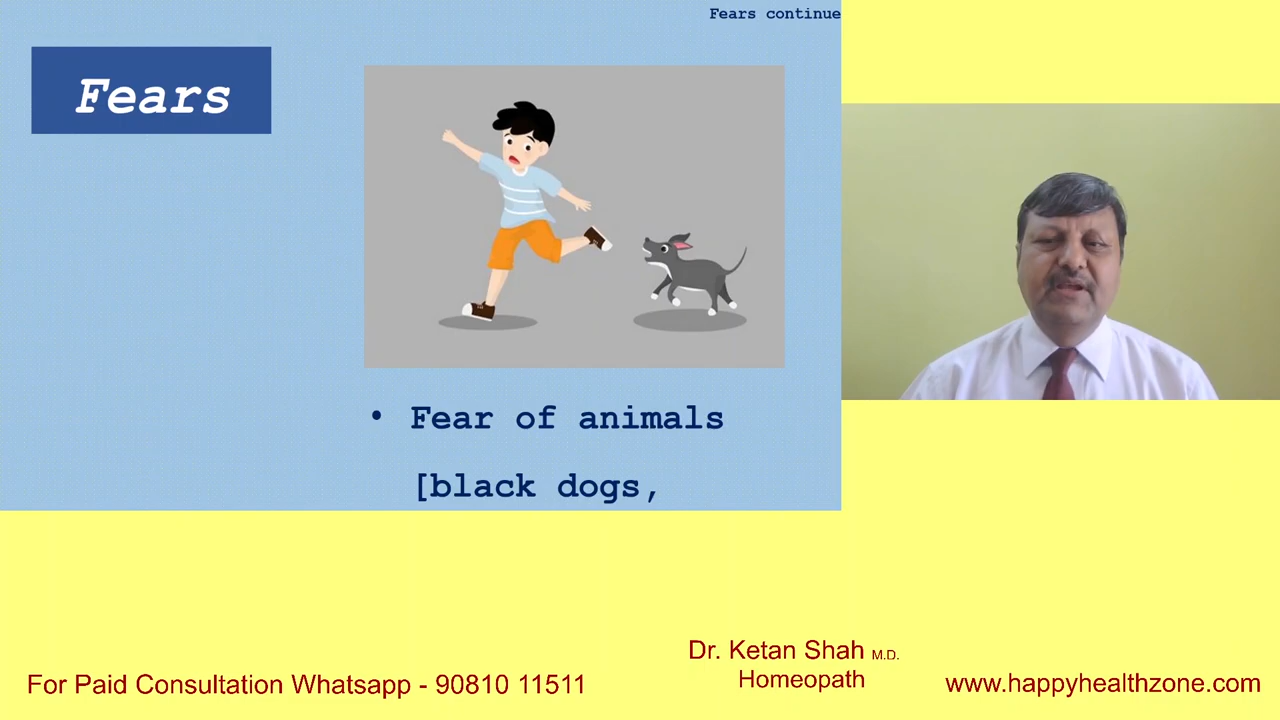 Fears continue
Fears
• Fear of animals
[black dogs,
Dr. Ketan Shah M.D.
Homeopath
For Paid Consultation Whatsapp - 90810 11511
www.happyhealthzone.com